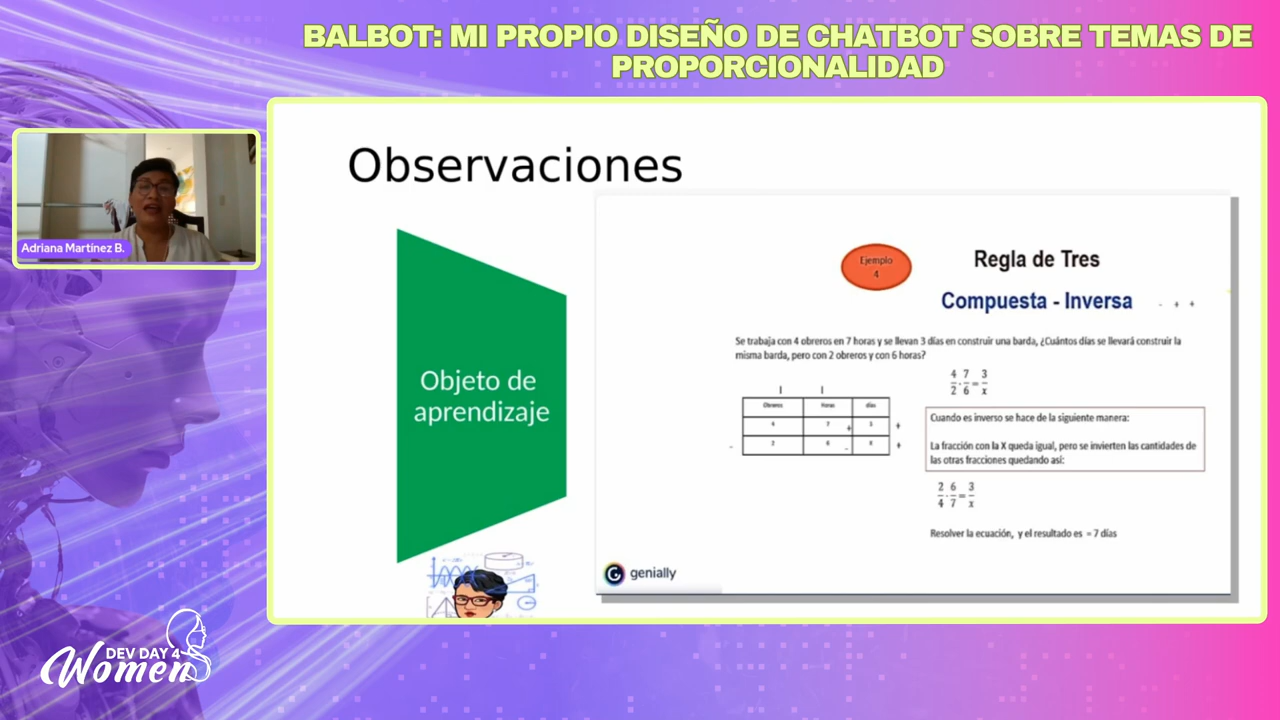 BALBOT: MI PROPIO DISEÑO DE CHATBOT SOBRE TEMAS DE
PROPORCIONALIDAD
Adriana Martínez B.
Observaciones
Objeto de
aprendizaje
Ejemplo
4
Regla de Tres
Compuesta - Inversa
- + +
Se trabaja con 4 obreros en 7 horas y se llevan 3 días en construir una barda, ¿Cuántos días se llevará construir la
misma barda, pero con 2 obreros y con 6 horas?
4/2 · 7/6 = 3/x
I I
Obreros Horas días
4 7 + 3 +
- 2 6 - +
Cuando es inverso se hace de la siguiente manera:
La fracción con la X queda igual, pero se invierten las cantidades de
las otras fracciones quedando así:
2/4 · 6/7 = 3/x
Resolver la ecuación, y el resultado es = 7 días
genially
DEV DAY 4
Women